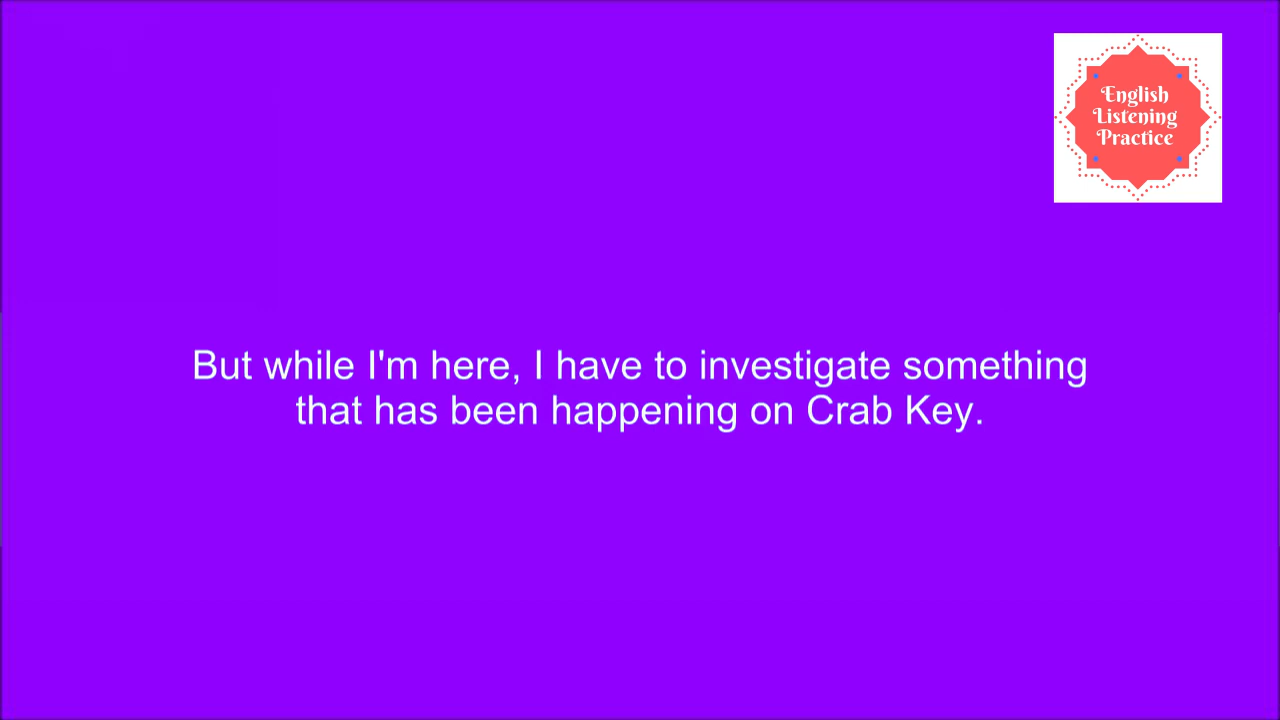 English
Listening
Practice
But while I'm here, I have to investigate something
that has been happening on Crab Key.